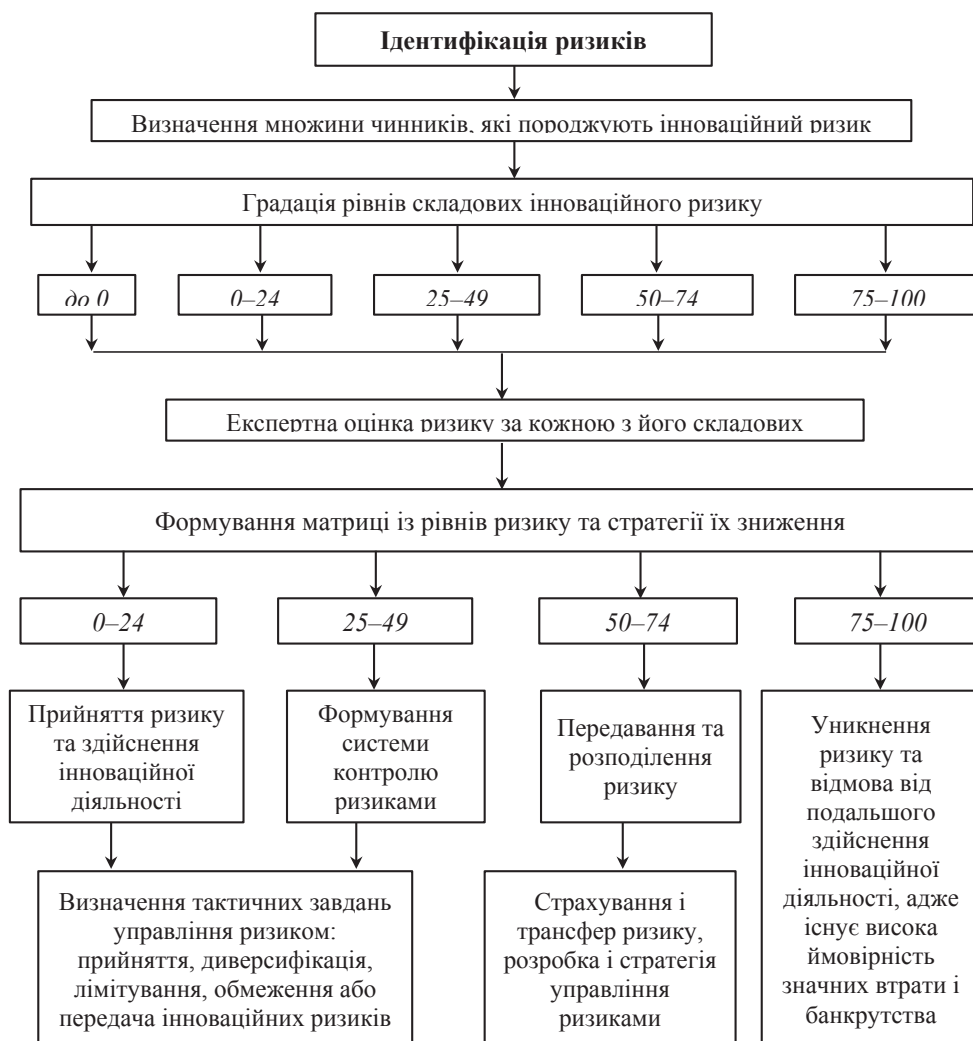 Ідентифікація ризиків
Визначення множини чинників, які породжують інноваційний ризик
Градація рівнів складових інноваційного ризику
до 0
0–24
25–49
50–74
75–100
Експертна оцінка ризику за кожною з його складових
Формування матриці із рівнів ризику та стратегії їх зниження
0–24
25–49
50–74
75–100
Прийняття ризику
та здійснення
інноваційної
діяльності
Формування
системи
контролю
ризиками
Передавання та
розподілення
ризику
Уникнення
ризику та
відмова від
подальшого
здійснення
інноваційної
діяльності, адже
існує висока
ймовірність
значних втрати і
банкрутства
Визначення тактичних завдань
управління ризиком:
прийняття, диверсифікація,
лімітування, обмеження або
передача інноваційних ризиків
Страхування і
трансфер ризику,
розробка і стратегія
управління
ризиками